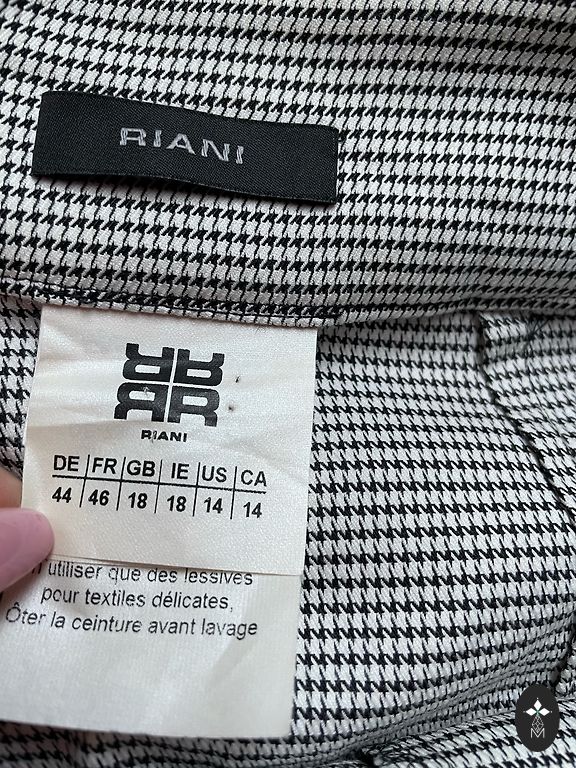 RIANI
RIANI
DE FR GB IE US CA
44 46 18 18 14 14
utiliser que des lessives
pour textiles délicates,
Ôter la ceinture avant lavage